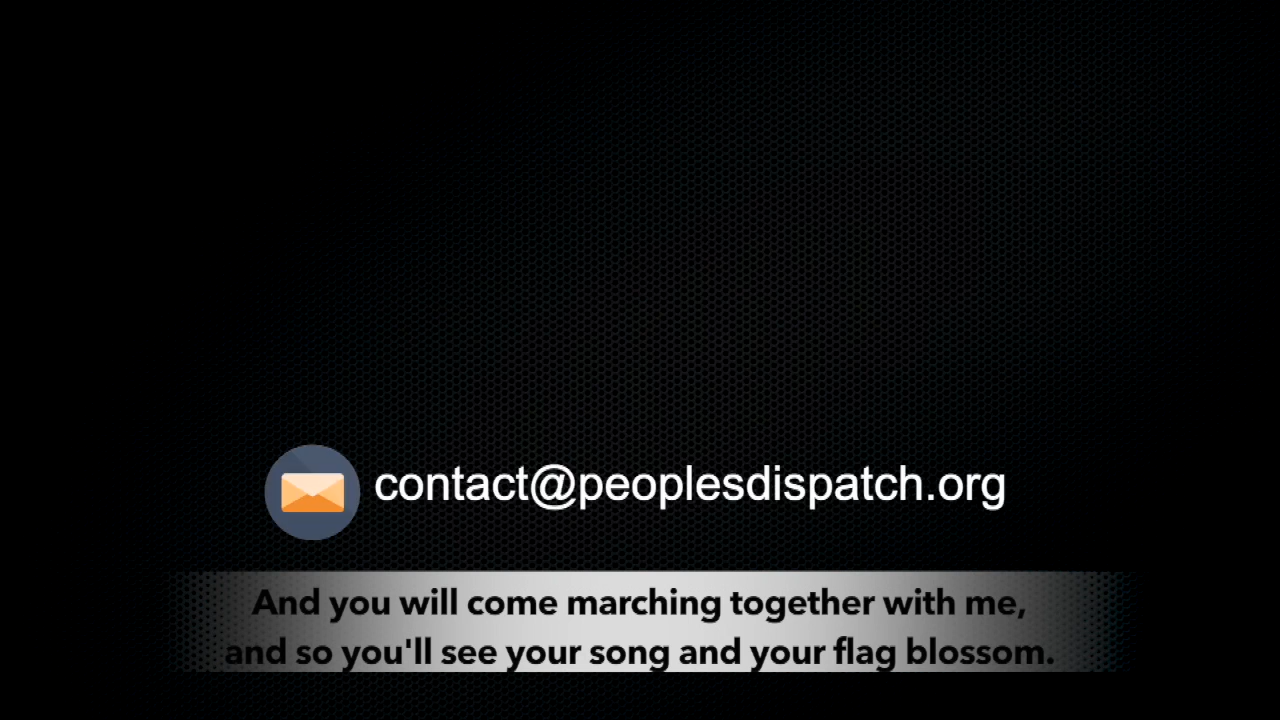 contact@peoplesdispatch.org
And you will come marching together with me,
and so you'll see your song and your flag blossom.